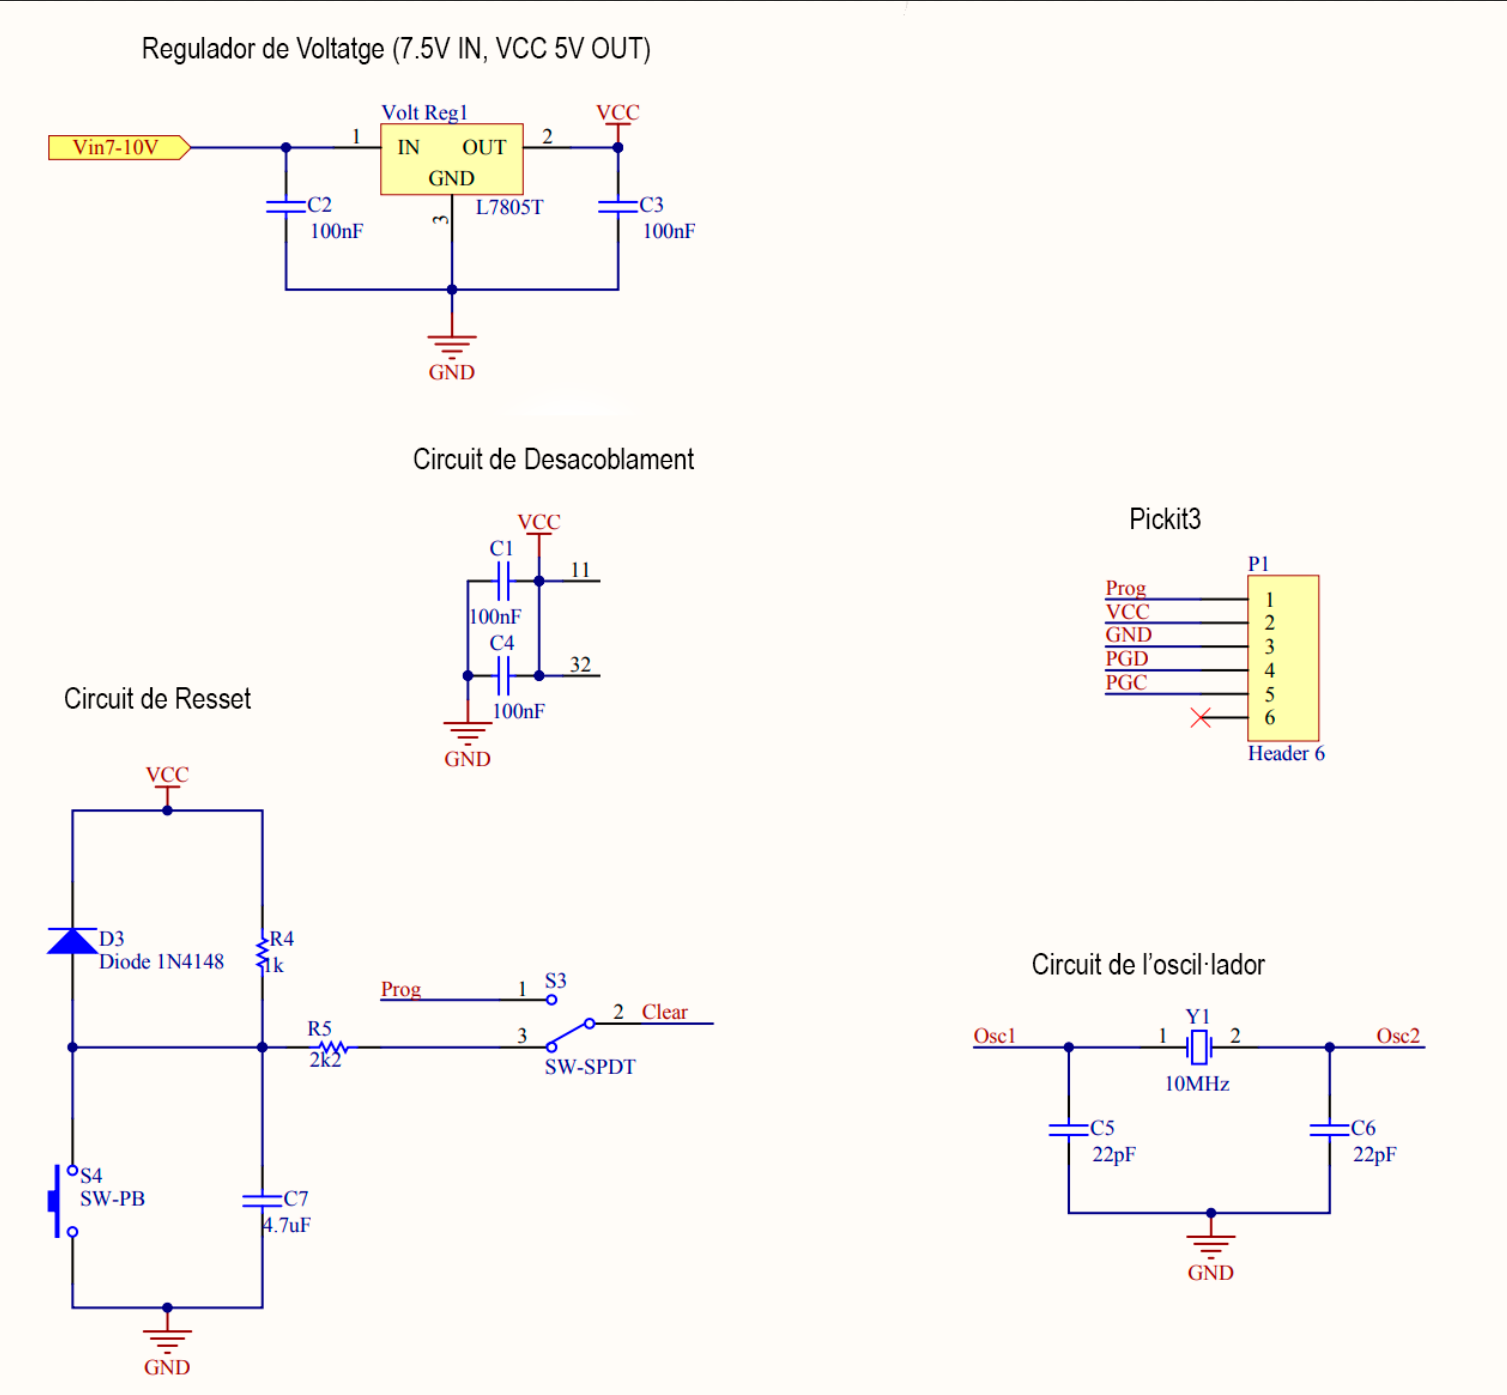 Regulador de Voltatge (7.5V IN, VCC 5V OUT)
Volt Reg1
VCC
Vin7-10V
1
IN
OUT
2
GND
3
L7805T
C2
100nF
C3
100nF
GND
Circuit de Desacoblament
VCC
C1
11
100nF
C4
32
100nF
GND
Pickit3
P1
Prog
1
VCC
2
GND
3
PGD
4
PGC
5
6
Header 6
Circuit de Resset
VCC
D3
Diode 1N4148
R4
1k
Prog
1
S3
2
Clear
R5
2k2
3
SW-SPDT
S4
SW-PB
C7
4.7uF
GND
Circuit de l'oscil·lador
Y1
Osc1
1
2
Osc2
10MHz
C5
22pF
C6
22pF
GND